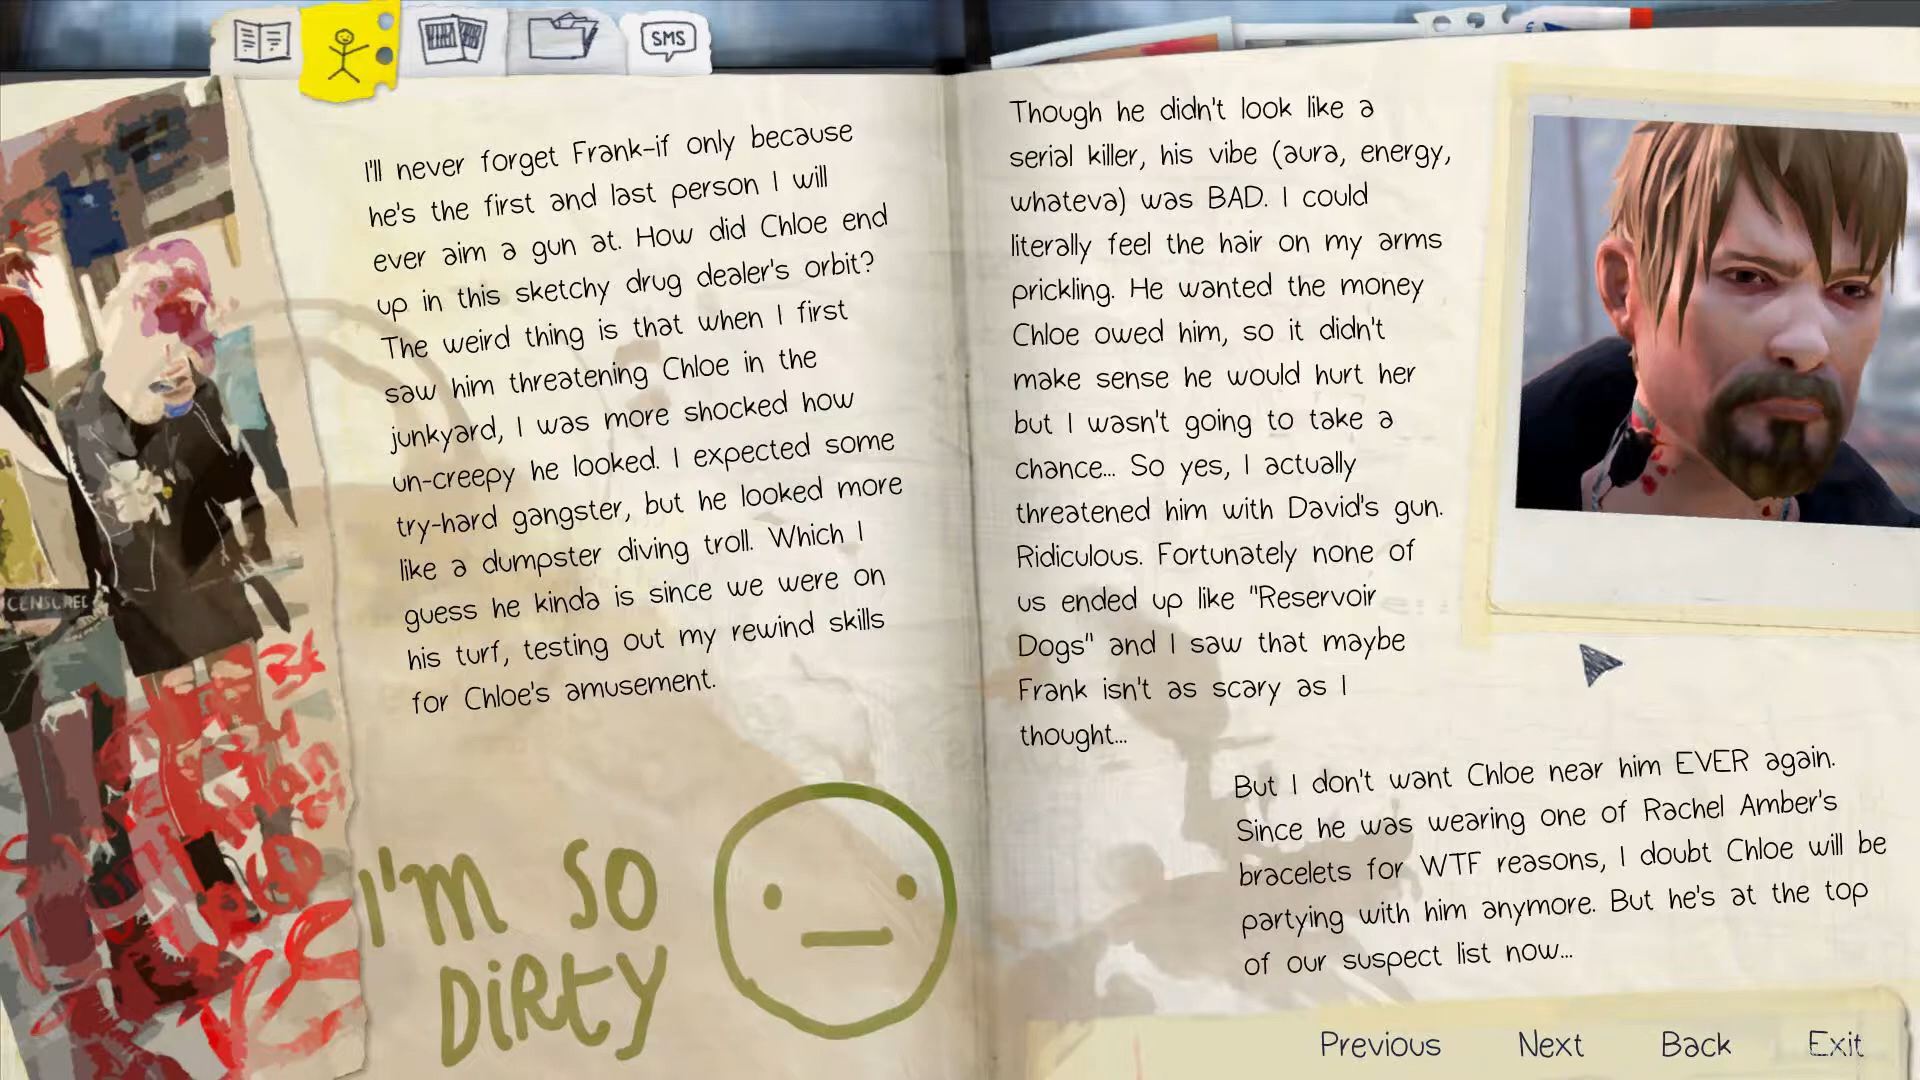 SMS
I'll never forget Frank-if only because
he's the first and last person I will
ever aim a gun at. How did Chloe end
up in this sketchy drug dealer's orbit?
The weird thing is that when I first
saw him threatening Chloe in the
junkyard, I was more shocked how
un-creepy he looked. I expected some
try-hard gangster, but he looked more
like a dumpster diving troll. Which I
guess he kinda is since we were on
his turf, testing out my rewind skills
for Chloe's amusement.
I'M SO
DiRtY
Though he didn't look like a
serial killer, his vibe (aura, energy,
whateva) was BAD. I could
literally feel the hair on my arms
prickling. He wanted the money
Chloe owed him, so it didn't
make sense he would hurt her
but I wasn't going to take a
chance... So yes, I actually
threatened him with David's gun.
Ridiculous. Fortunately none of
us ended up like "Reservoir
Dogs" and I saw that maybe
Frank isn't as scary as I
thought...
But I don't want Chloe near him EVER again.
Since he was wearing one of Rachel Amber's
bracelets for WTF reasons, I doubt Chloe will be
partying with him anymore. But he's at the top
of our suspect list now...
Previous Next Back Exit